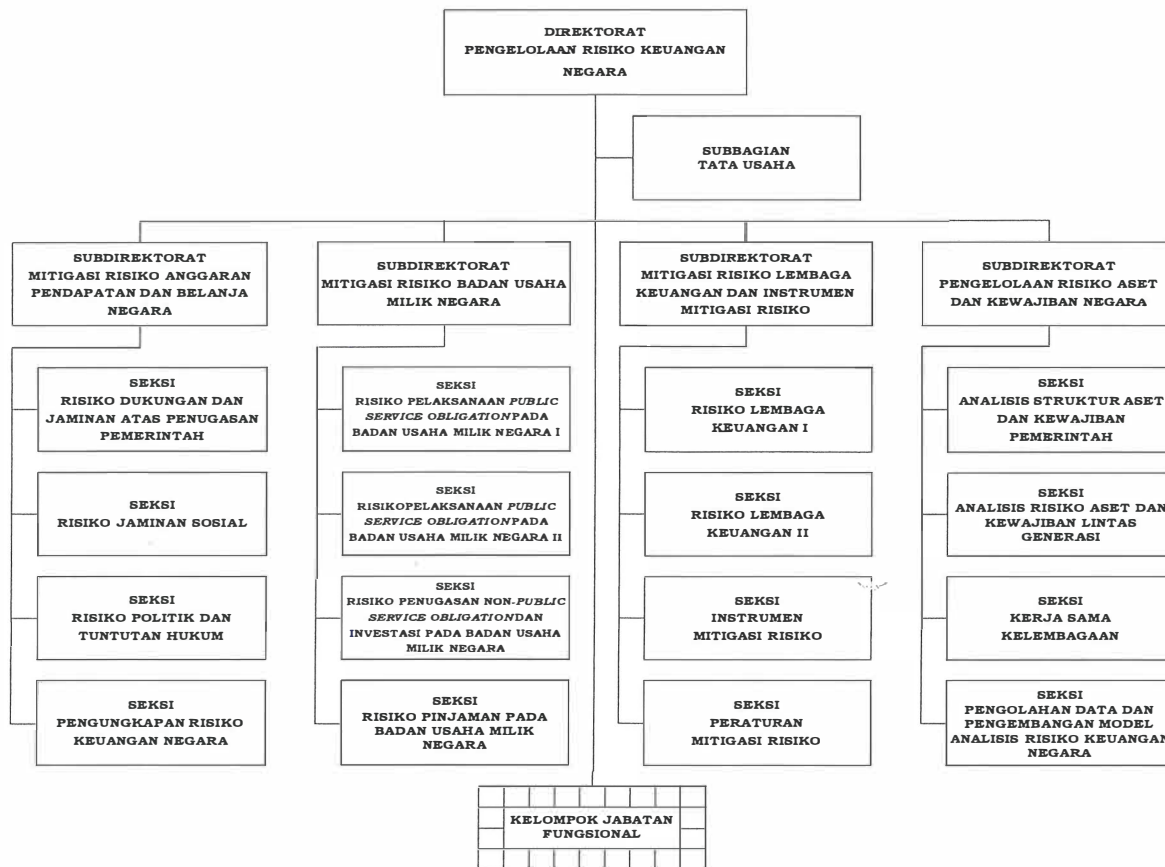 DIREKTORAT
PENGELOLAAN RISIKO KEUANGAN
NEGARA
SUBBAGIAN
TATA USAHA
SUBDIREKTORAT
MITIGASI RISIKO ANGGARAN
PENDAPATAN DAN BELANJA
NEGARA
SEKSI
RISIKO DUKUNGAN DAN
JAMINAN ATAS PENUGASAN
PEMERINTAH
SEKSI
RISIKO JAMINAN SOSIAL
SEKSI
RISIKO POLITIK DAN
TUNTUTAN HUKUM
SEKSI
PENGUNGKAPAN RISIKO
KEUANGAN NEGARA
SUBDIREKTORAT
MITIGASI RISIKO BADAN USAHA
MILIK NEGARA
SEKSI
RISIKO PELAKSANAAN PUBLIC
SERVICE OBLIGATION PADA
BADAN USAHA MILIK NEGARA I
SEKSI
RISIKOPELAKSANAAN PUBLIC
SERVICE OBLIGATIONPADA
BADAN USAHA MILIK NEGARA II
SEKSI
RISIKO PENUGASAN NON-PUBLIC
SERVICE OBLIGATIONDAN
INVESTASI PADA BADAN USAHA
MILIK NEGARA
SEKSI
RISIKO PINJAMAN PADA
BADAN USAHA MILIK
NEGARA
SUBDIREKTORAT
MITIGASI RISIKO LEMBAGA
KEUANGAN DAN INSTRUMEN
MITIGASI RISIKO
SEKSI
RISIKO LEMBAGA
KEUANGAN I
SEKSI
RISIKO LEMBAGA
KEUANGAN II
SEKSI
INSTRUMEN
MITIGASI RISIKO
SEKSI
PERATURAN
MITIGASI RISIKO
SUBDIREKTORAT
PENGELOLAAN RISIKO ASET
DAN KEWAJIBAN NEGARA
SEKSI
ANALISIS STRUKTUR ASET
DAN KEWAJIBAN
PEMERINTAH
SEKSI
ANALISIS RISIKO ASET DAN
KEWAJIBAN LINTAS
GENERASI
SEKSI
KERJA SAMA
KELEMBAGAAN
SEKSI
PENGOLAHAN DATA DAN
PENGEMBANGAN MODEL
ANALISIS RISIKO KEUANGAN
NEGARA
KELOMPOK JABATAN
FUNGSIONAL